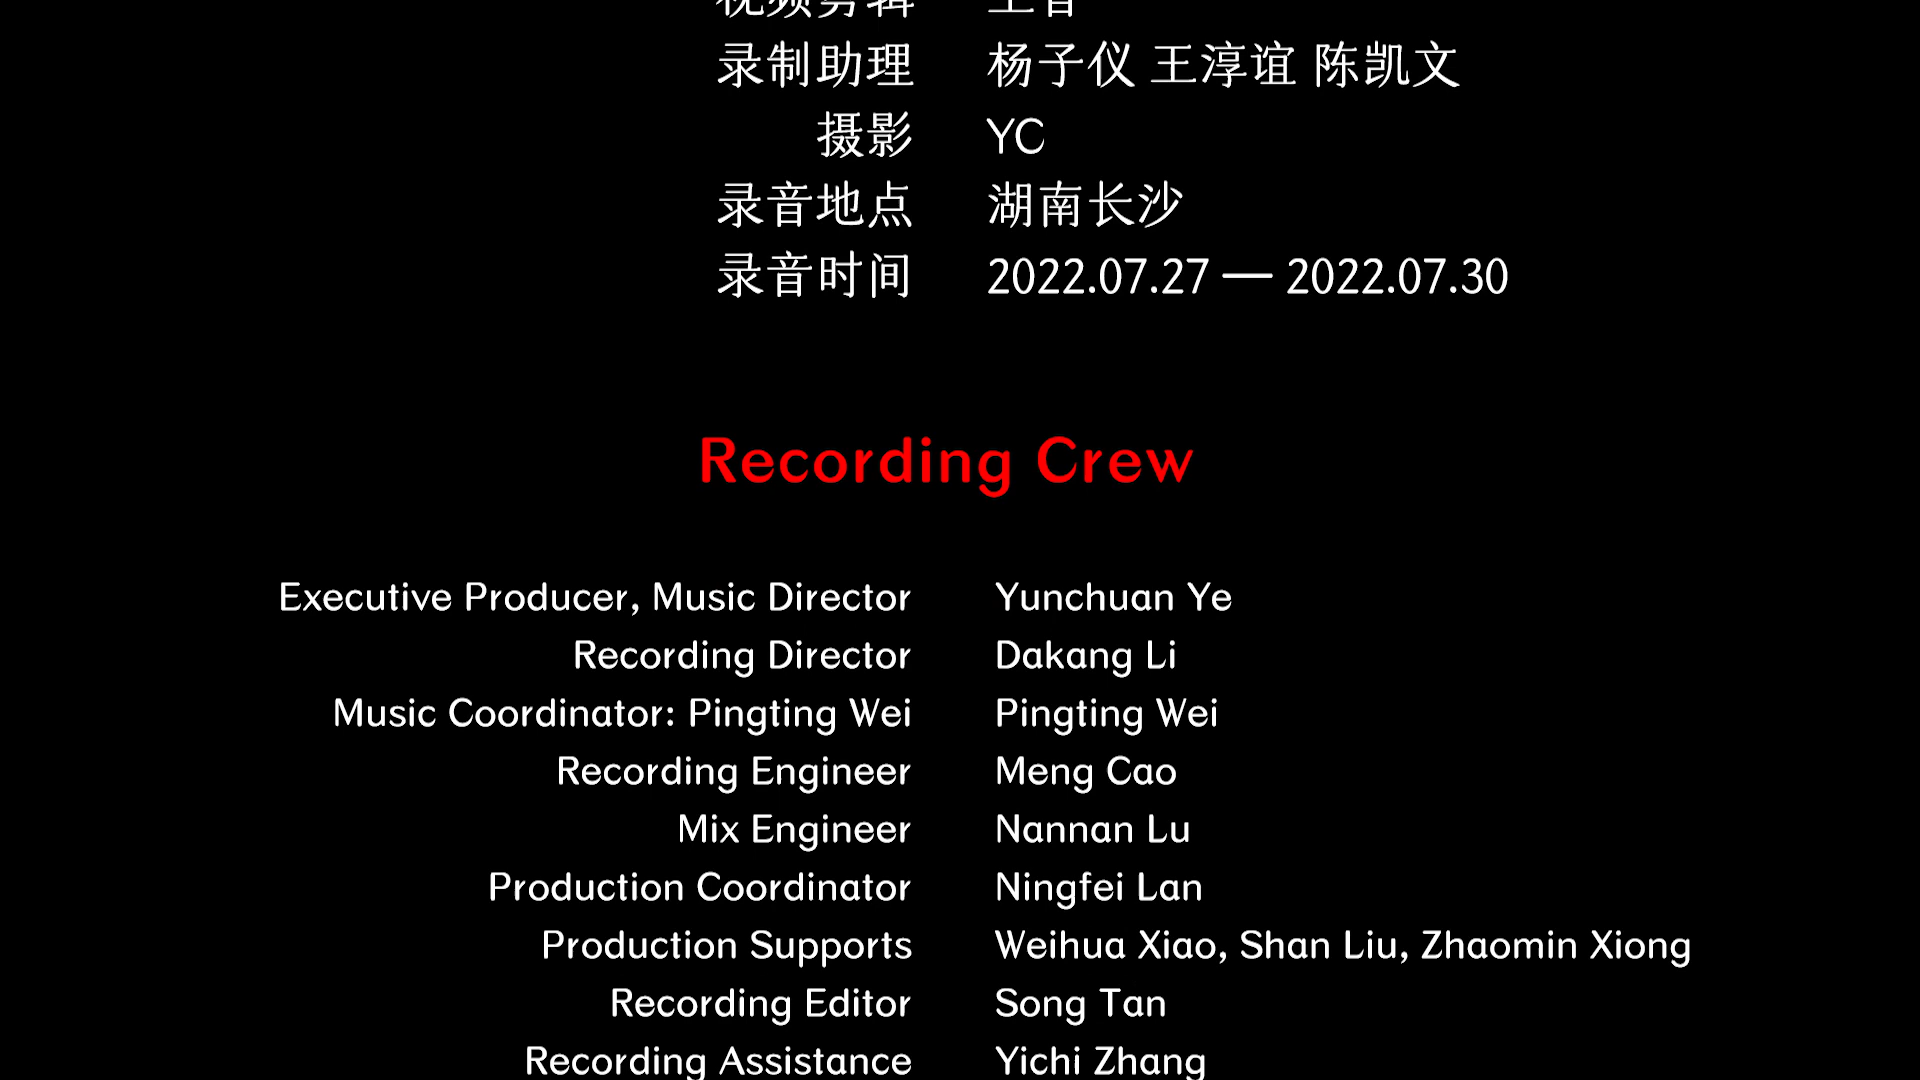 视频剪辑
录制助理 杨子仪 王淳谊 陈凯文
摄影 YC
录音地点 湖南长沙
录音时间 2022.07.27 — 2022.07.30
Recording Crew
Executive Producer, Music Director Yunchuan Ye
Recording Director Dakang Li
Music Coordinator: Pingting Wei Pingting Wei
Recording Engineer Meng Cao
Mix Engineer Nannan Lu
Production Coordinator Ningfei Lan
Production Supports Weihua Xiao, Shan Liu, Zhaomin Xiong
Recording Editor Song Tan
Recording Assistance Yichi Zhang